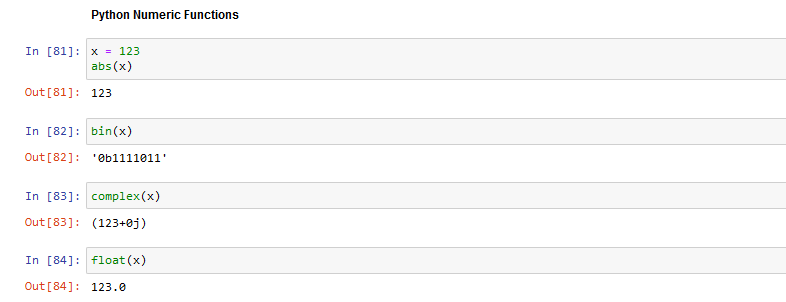 Python Numeric Functions
In [81]: x = 123
abs(x)
Out[81]: 123
In [82]: bin(x)
Out[82]: '0b1111011'
In [83]: complex(x)
Out[83]: (123+0j)
In [84]: float(x)
Out[84]: 123.0